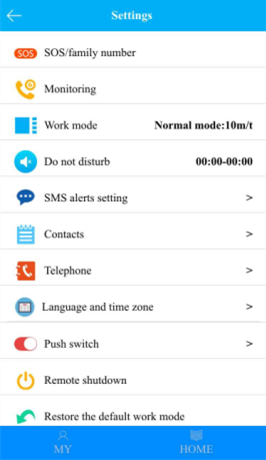 Settings
SOS SOS/family number
Monitoring
Work mode Normal mode:10m/t
Do not disturb 00:00-00:00
SMS alerts setting >
Contacts >
Telephone >
Language and time zone >
Push switch >
Remote shutdown
Restore the default work mode
MY HOME